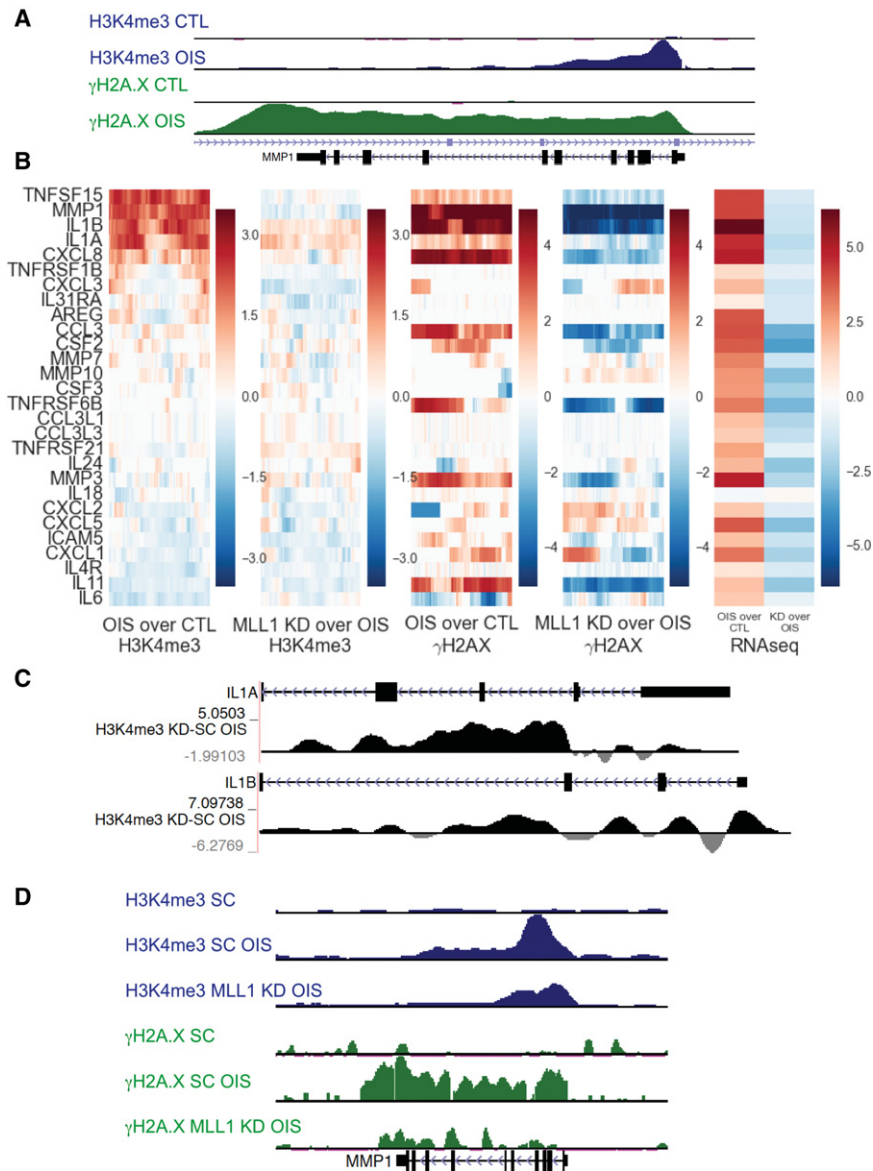 A
H3K4me3 CTL
H3K4me3 OIS
γH2A.X CTL
γH2A.X OIS
MMP1
B
TNFSF15
MMP1
IL1B
IL1A
CXCL8
TNFRSF1B
CXCL3
IL31RA
AREG
CCL3
CSF2
MMP7
MMP10
CSF3
TNFRSF6B
CCL3L1
CCL3L3
TNFRSF21
IL24
MMP3
IL18
CXCL2
CXCL5
ICAM5
CXCL1
IL4R
IL11
IL6
3.0
1.5
0.0
-1.5
-3.0
3.0
1.5
0.0
-1.5
-3.0
4
2
0
-2
-4
4
2
0
-2
-4
5.0
2.5
0.0
-2.5
-5.0
OIS over CTL
H3K4me3
MLL1 KD over OIS
H3K4me3
OIS over CTL
γH2AX
MLL1 KD over OIS
γH2AX
OIS over CTL
KD over OIS
RNAseq
C
IL1A
5.0503
H3K4me3 KD-SC OIS
-1.99103
IL1B
7.09738
H3K4me3 KD-SC OIS
-6.2769
D
H3K4me3 SC
H3K4me3 SC OIS
H3K4me3 MLL1 KD OIS
γH2A.X SC
γH2A.X SC OIS
γH2A.X MLL1 KD OIS
MMP1